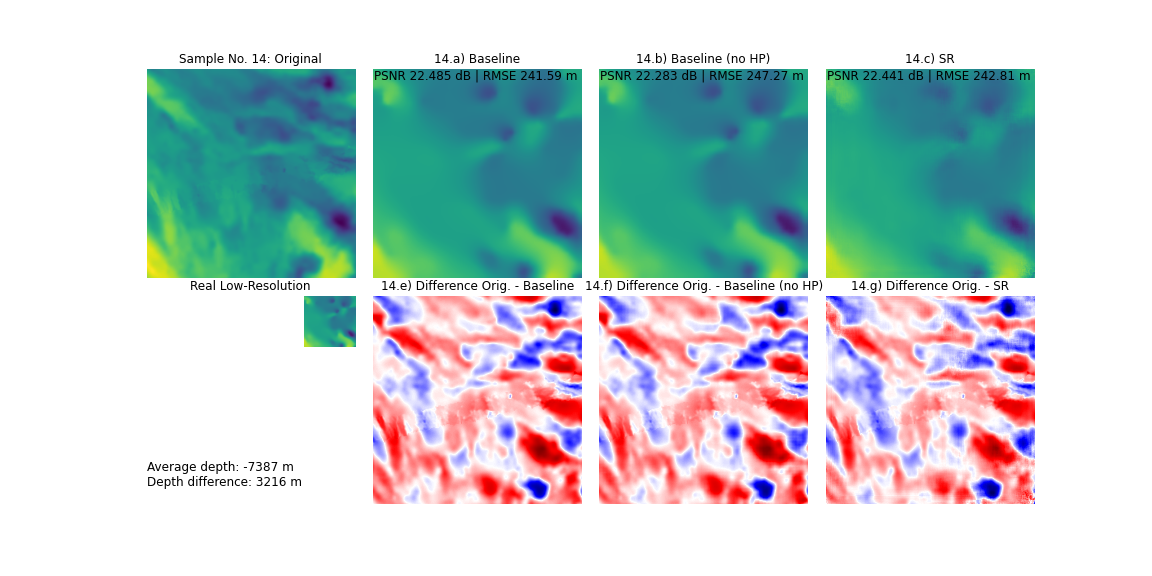 Sample No. 14: Original
14.a) Baseline
14.b) Baseline (no HP)
14.c) SR
PSNR 22.485 dB | RMSE 241.59 m
PSNR 22.283 dB | RMSE 247.27 m
PSNR 22.441 dB | RMSE 242.81 m
Real Low-Resolution
14.e) Difference Orig. - Baseline
14.f) Difference Orig. - Baseline (no HP)
14.g) Difference Orig. - SR
Average depth: -7387 m
Depth difference: 3216 m